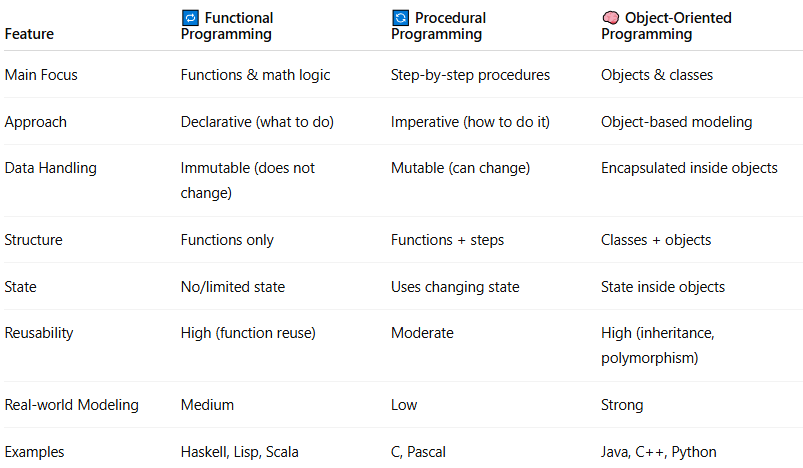 Feature
Functional Programming
Procedural Programming
Object-Oriented Programming
Main Focus
Functions & math logic
Step-by-step procedures
Objects & classes
Approach
Declarative (what to do)
Imperative (how to do it)
Object-based modeling
Data Handling
Immutable (does not
change)
Mutable (can change)
Encapsulated inside objects
Structure
Functions only
Functions + steps
Classes + objects
State
No/limited state
Uses changing state
State inside objects
Reusability
High (function reuse)
Moderate
High (inheritance,
polymorphism)
Real-world Modeling
Medium
Low
Strong
Examples
Haskell, Lisp, Scala
C, Pascal
Java, C++, Python